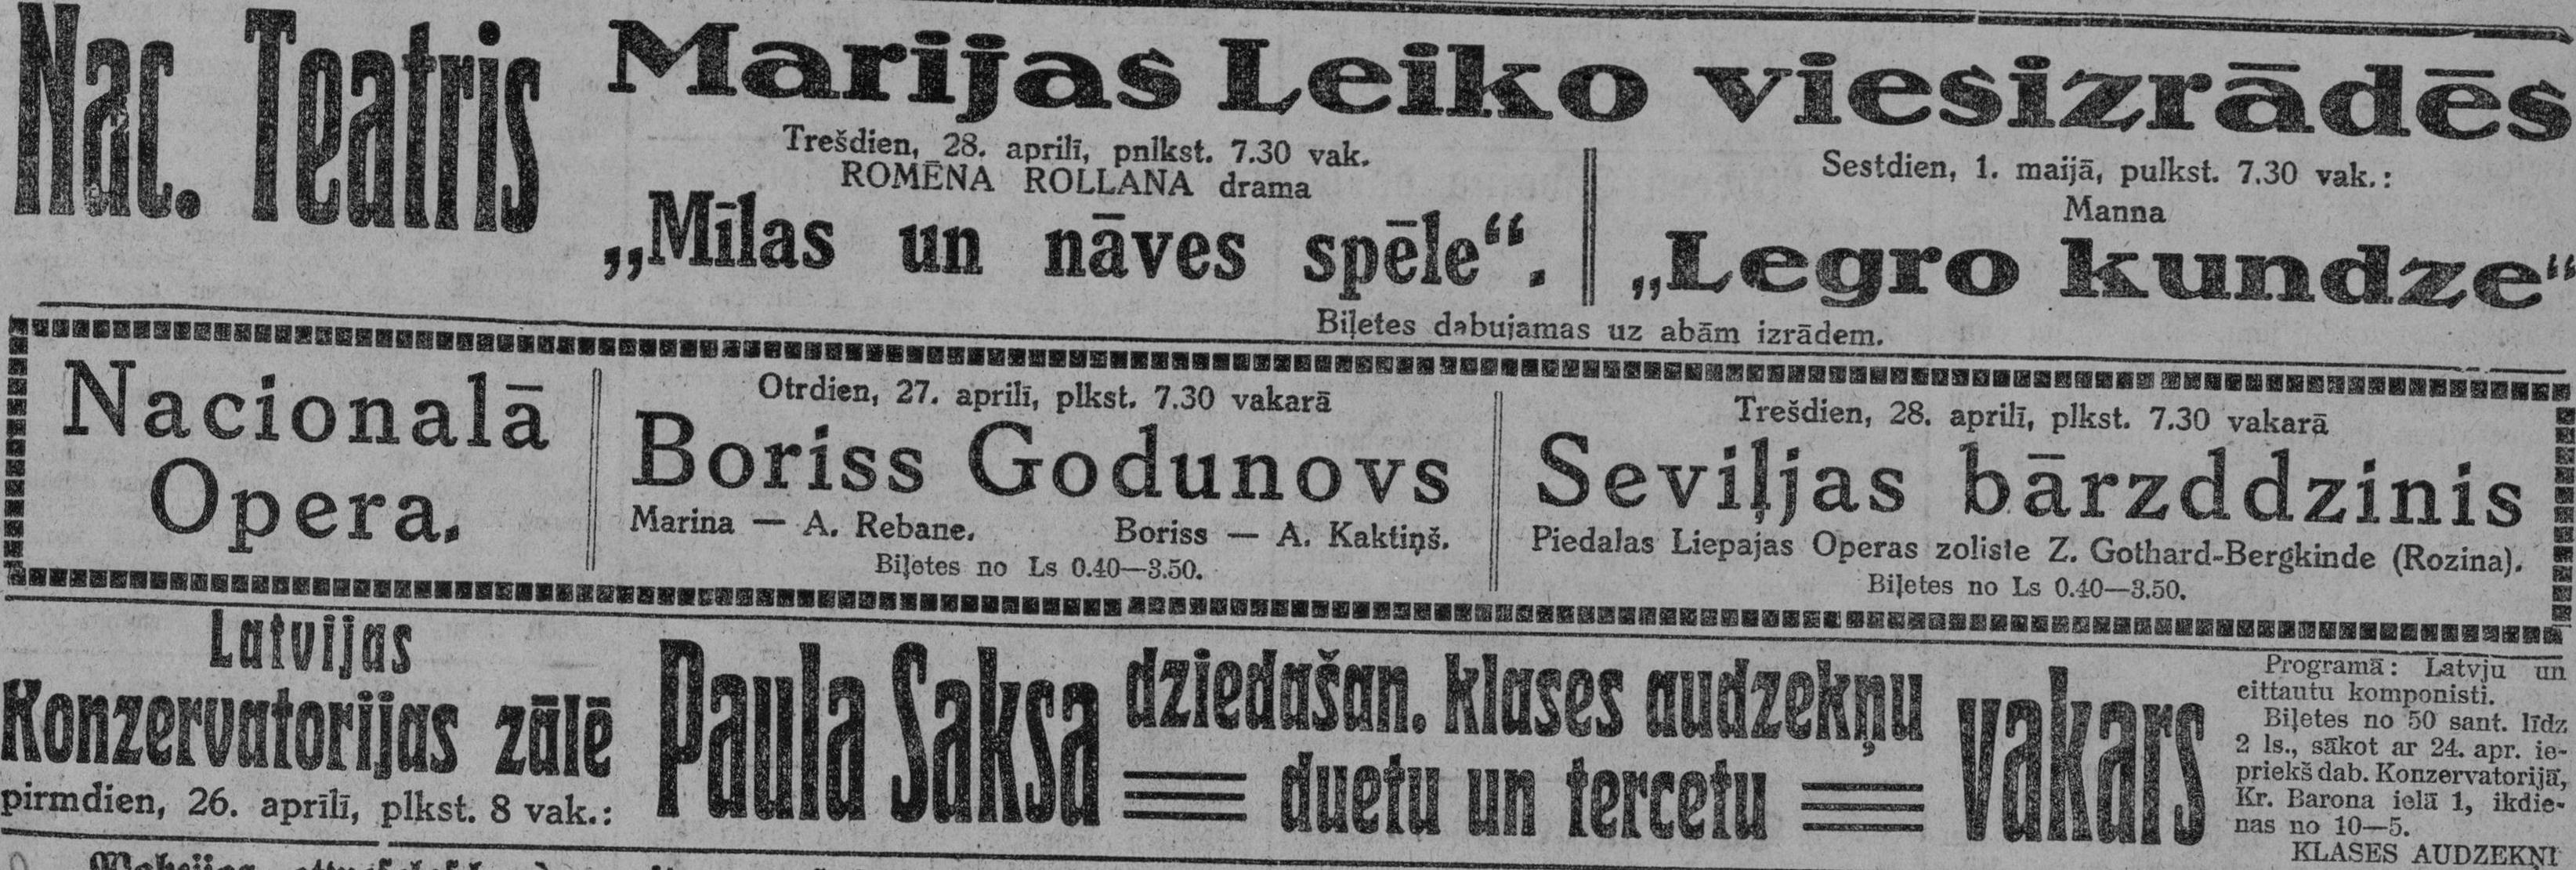 Nac. Teatris
Marijas Leiko viesizrādēs
Trešdien, 28. aprilī, pnlkst. 7.30 vak.
ROMĒNA ROLLANA drama
„Mīlas un nāves spēle“.
Sestdien, 1. maijā, pulkst. 7.30 vak.:
Manna
„Legro kundze“
Biļetes dabujamas uz abām izrādem.
Nacionalā
Opera.
Otrdien, 27. aprilī, plkst. 7.30 vakarā
Boriss Godunovs
Marina — A. Rebane. Boriss — A. Kaktiņš.
Biļetes no Ls 0.40—3.50.
Trešdien, 28. aprilī, plkst. 7.30 vakarā
Seviļjas bārzddzinis
Piedalas Liepajas Operas zoliste Z. Gothard-Bergkinde (Rozina).
Biļetes no Ls 0.40—3.50.
Latvijas
Konzervatorijas zālē
pirmdien, 26. aprīlī, plkst. 8 vak.:
Paula Saksa
dziedašan. klases audzekņu
duetu un tercetu
vakars
Programā: Latvju un
cittautu komponisti.
Biļetes no 50 sant. līdz
2 ls., sākot ar 24. apr. ie-
priekš dab. Konzervatorijā,
Kr. Barona ielā 1, ikdie-
nas no 10—5.
KLASES AUDZEKŅI